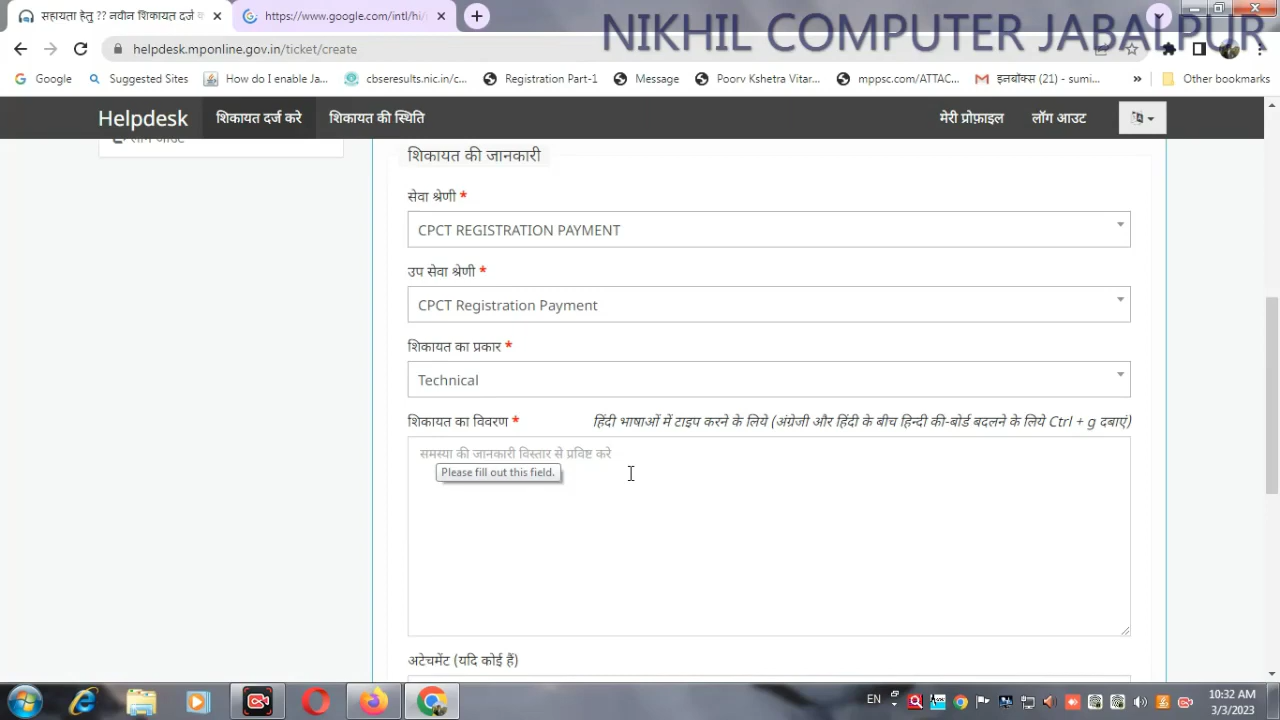 सहायता हेतु ?? नवीन शिकायत दर्ज
https://www.google.com/intl/hi/
NIKHIL COMPUTER JABALPUR
helpdesk.mponline.gov.in/ticket/create
Google Suggested Sites How do I enable Ja... cbseresults.nic.in/c... Registration Part-1 Message Poorv Kshetra Vitar... mppsc.com/ATTAC... इनबॉक्स (21) - sumi... » Other bookmarks
Helpdesk शिकायत दर्ज करे शिकायत की स्थिति मेरी प्रोफ़ाइल लॉग आउट
लॉग आउट
शिकायत की जानकारी
सेवा श्रेणी *
CPCT REGISTRATION PAYMENT
उप सेवा श्रेणी *
CPCT Registration Payment
शिकायत का प्रकार *
Technical
शिकायत का विवरण * हिंदी भाषाओं में टाइप करने के लिये (अंग्रेजी और हिंदी के बीच हिन्दी की-बोर्ड बदलने के लिये Ctrl + g दबाएं)
समस्या की जानकारी विस्तार से प्रविष्ट करे
Please fill out this field.
अटेचमेंट (यदि कोई हैं)
EN
10:32 AM
3/3/2023